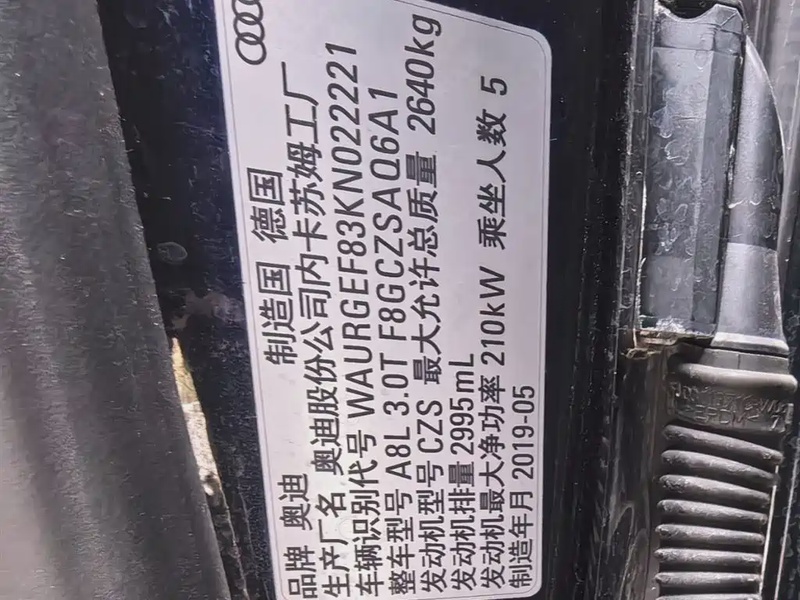 品牌 奥迪 制造国 德国
生产厂名 奥迪股份公司内卡苏姆工厂
车辆识别代号 WAURGEF83KN022221
整车型号 A8L 3.0T F8GCZSAQ6A1
发动机型号 CZS 最大允许总质量 2640kg
发动机排量 2995mL
发动机最大净功率 210kW 乘坐人数 5
制造年月 2019-05